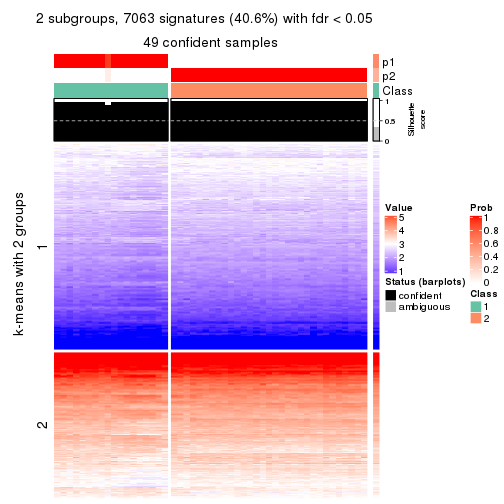 2 subgroups, 7063 signatures (40.6%) with fdr < 0.05
49 confident samples
p1
p2
Class
1
0.5
0
Silhouette
score
k-means with 2 groups
1
2
Value
5
4
3
2
1
Status (barplots)
confident
ambiguous
Prob
1
0.8
0.6
0.4
0.2
0
Class
1
2